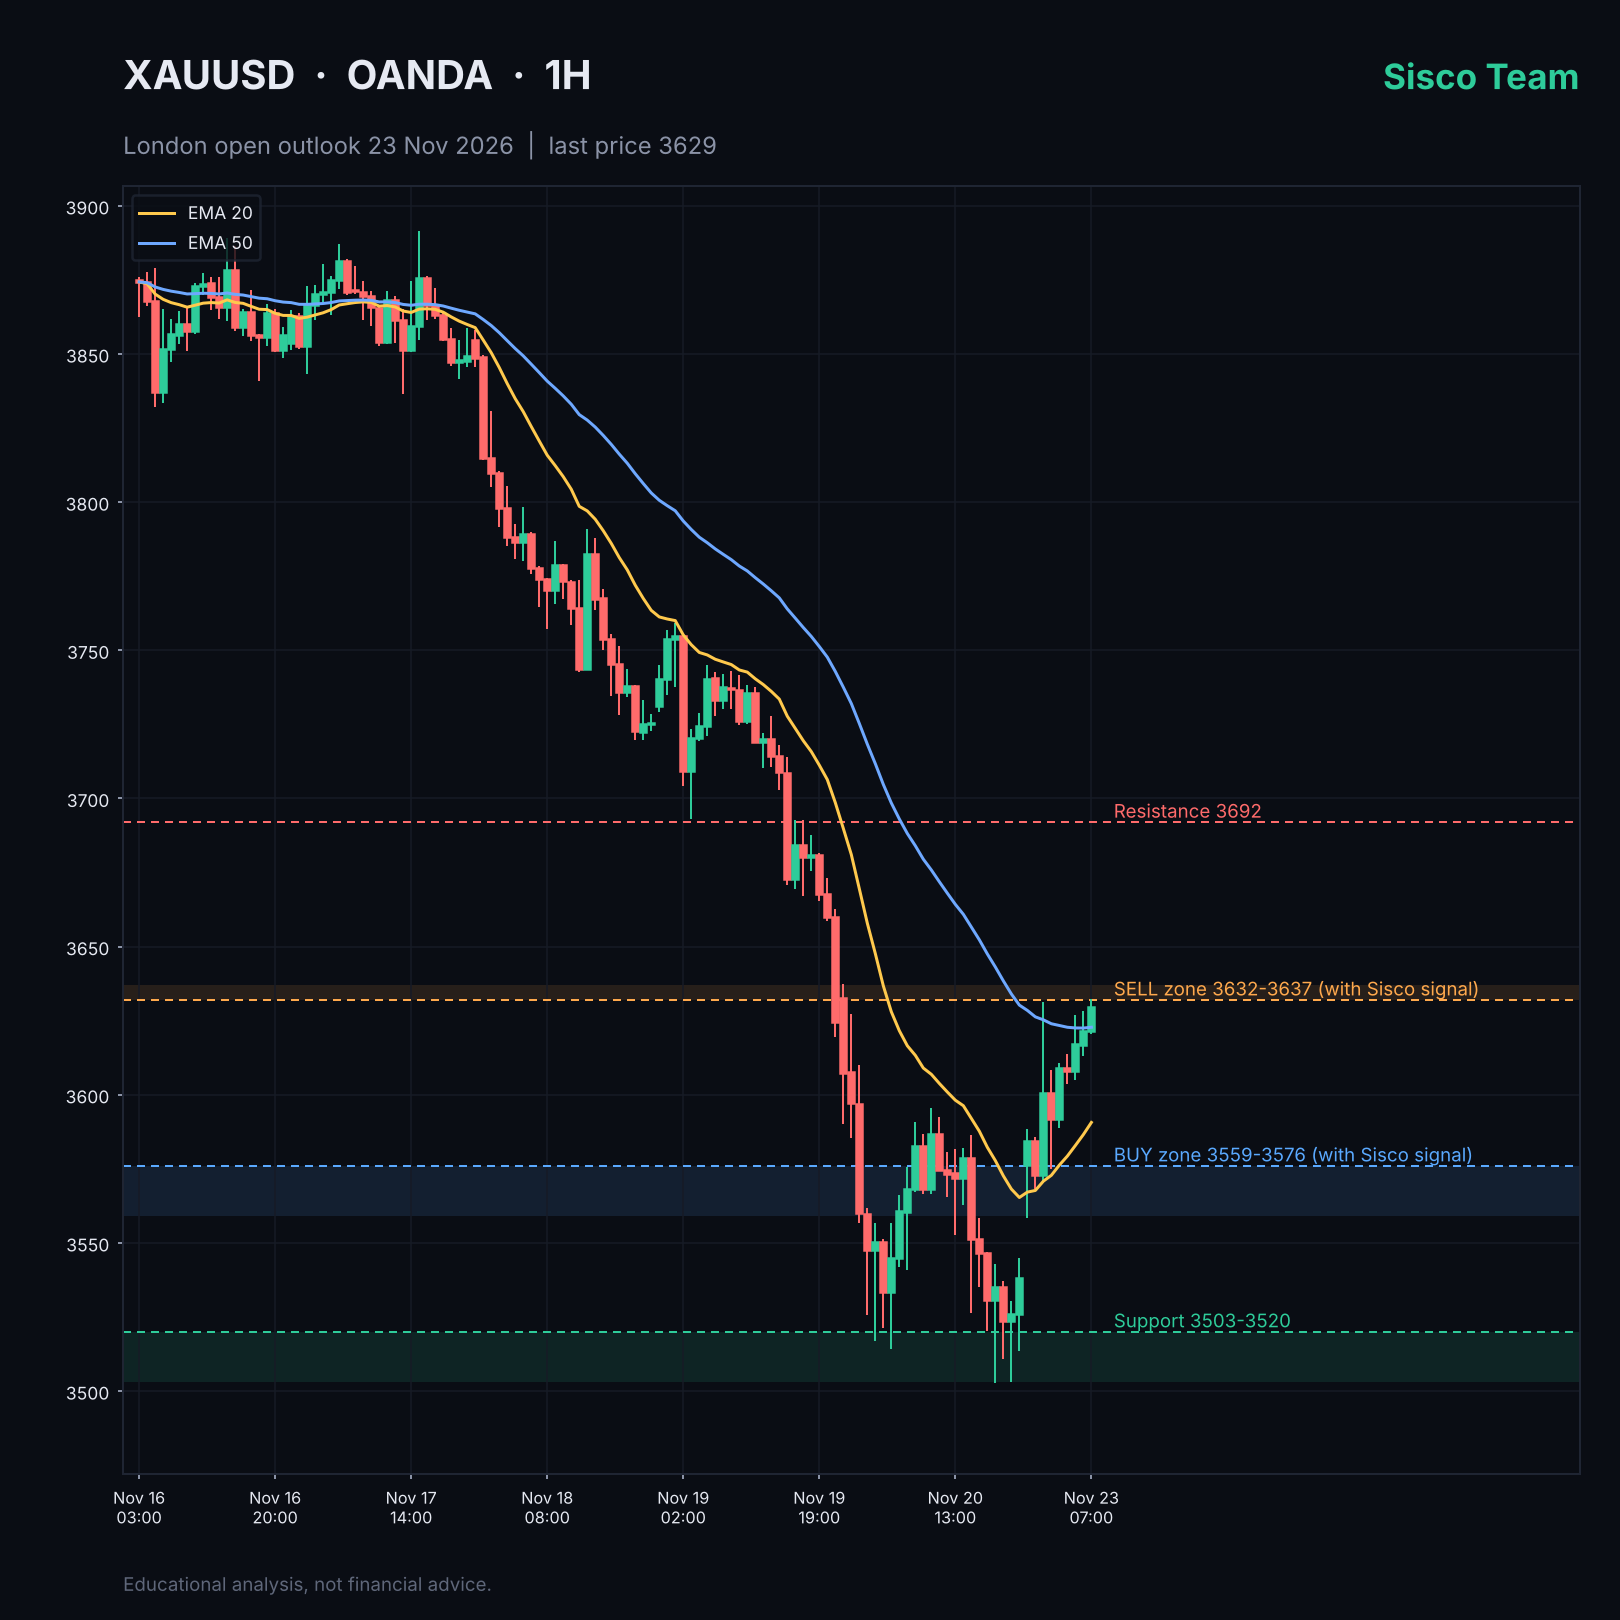 XAUUSD · OANDA · 1H
Sisco Team
London open outlook 23 Nov 2026 | last price 3629
EMA 20
EMA 50
3900
3850
3800
3750
3700
3650
3600
3550
3500
Resistance 3692
SELL zone 3632-3637 (with Sisco signal)
BUY zone 3559-3576 (with Sisco signal)
Support 3503-3520
Nov 16 Nov 16 Nov 17 Nov 18 Nov 19 Nov 19 Nov 20 Nov 23
03:00 20:00 14:00 08:00 02:00 19:00 13:00 07:00
Educational analysis, not financial advice.